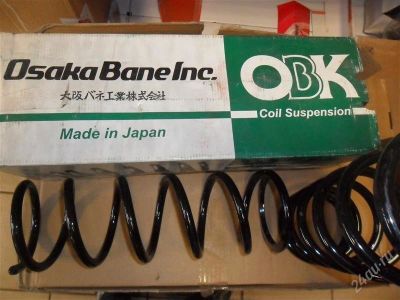 Osaka Bane Inc.
大阪バネ工業株式会社
Made in Japan
OBK
Coil Suspension
24au.ru